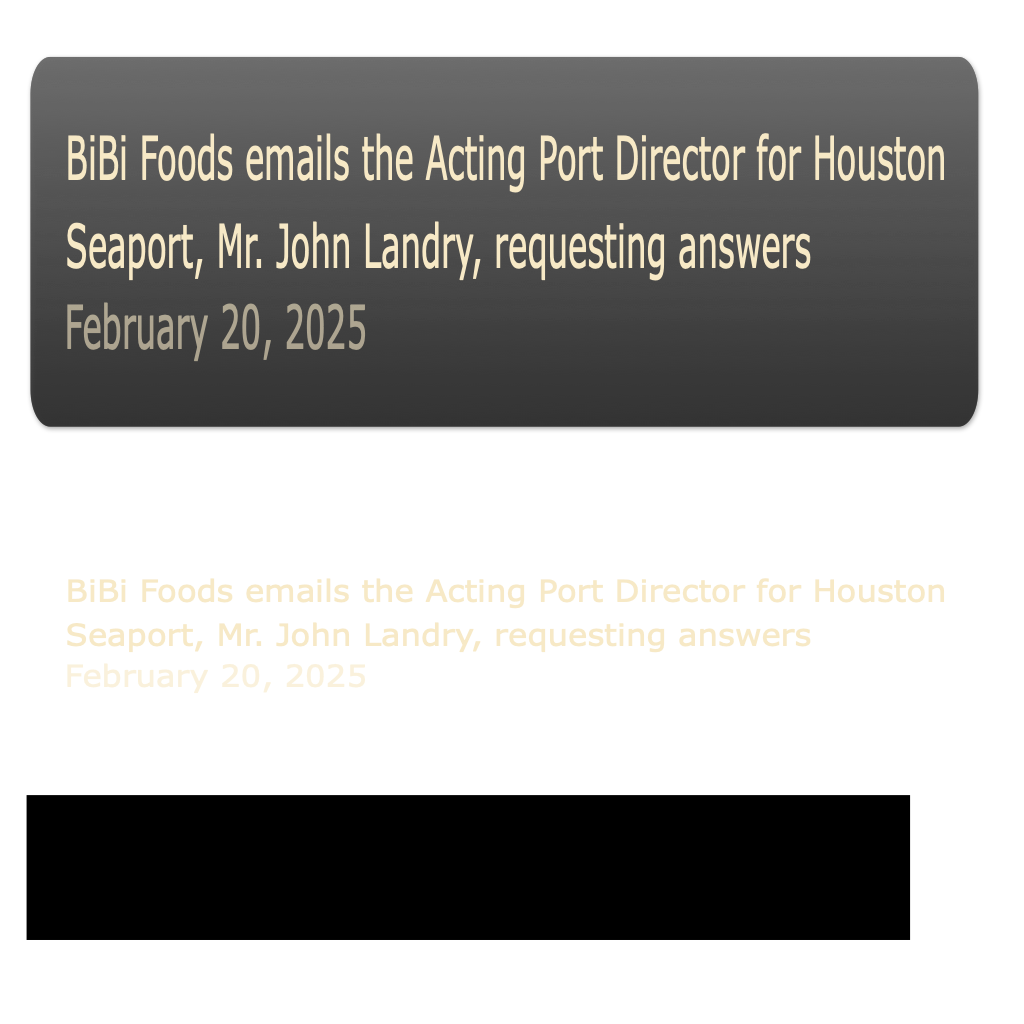 BiBi Foods emails the Acting Port Director for Houston
Seaport, Mr. John Landry, requesting answers
February 20, 2025
BiBi Foods emails the Acting Port Director for Houston
Seaport, Mr. John Landry, requesting answers
February 20, 2025